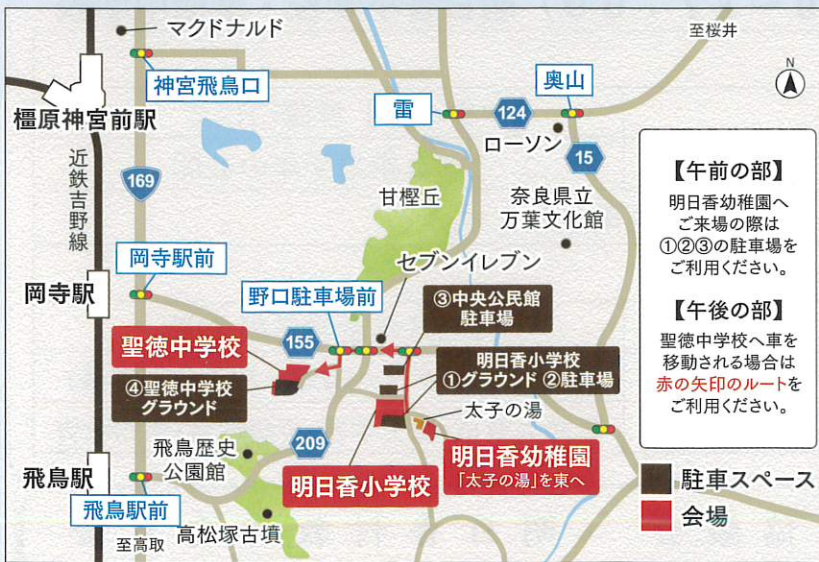 マクドナルド
至桜井
N
神宮飛鳥口
橿原神宮前駅
雷
124
奥山
ローソン
15
近鉄吉野線
169
甘樫丘
奈良県立
万葉文化館
岡寺駅前
セブンイレブン
岡寺駅
野口駐車場前
③中央公民館
駐車場
聖徳中学校
155
明日香小学校
①グラウンド ②駐車場
④聖徳中学校
グラウンド
太子の湯
飛鳥歴史
公園館
209
明日香小学校
明日香幼稚園
「太子の湯」を東へ
飛鳥駅
飛鳥駅前
高松塚古墳
至高取
【午前の部】
明日香幼稚園へ
ご来場の際は
①②③の駐車場を
ご利用ください。
【午後の部】
聖徳中学校へ車を
移動される場合は
赤の矢印のルートを
ご利用ください。
駐車スペース
会場